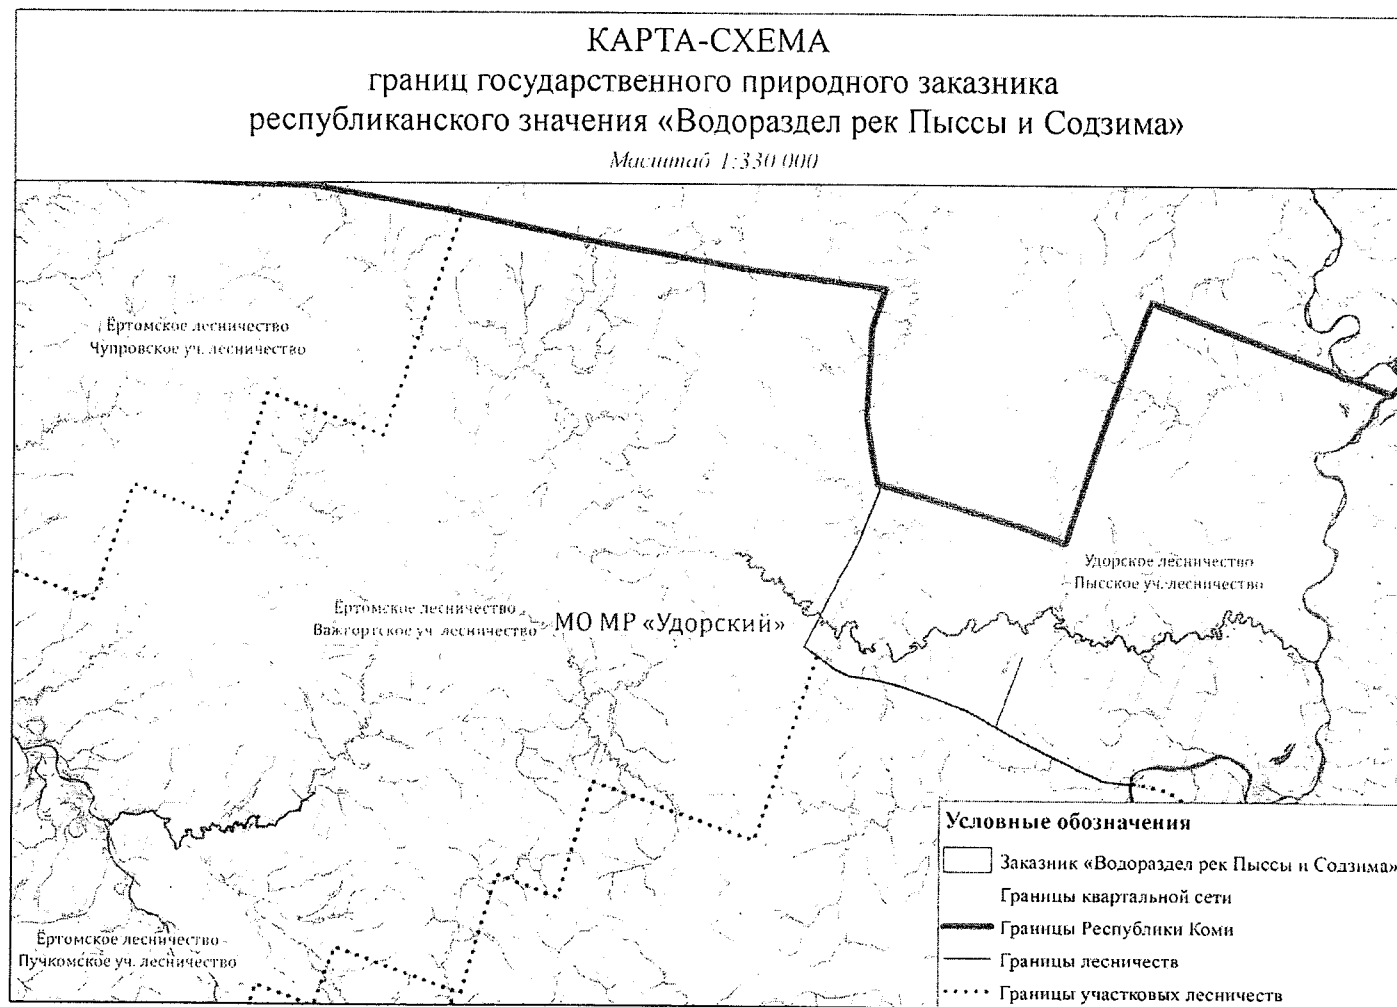 КАРТА-СХЕМА
границ государственного природного заказника
республиканского значения «Водораздел рек Пыссы и Содзима»
Масштаб 1:330 000
Ёртомское лесничество
Чупровское уч. лесничество
Удорское лесничество
Пысское уч. лесничество
Ёртомское лесничество
Важгортское уч. лесничество
МО МР «Удорский»
Ёртомское лесничество
Пучкомское уч. лесничество
Условные обозначения
Заказник «Водораздел рек Пыссы и Содзима»
Границы квартальной сети
Границы Республики Коми
Границы лесничеств
Границы участковых лесничеств